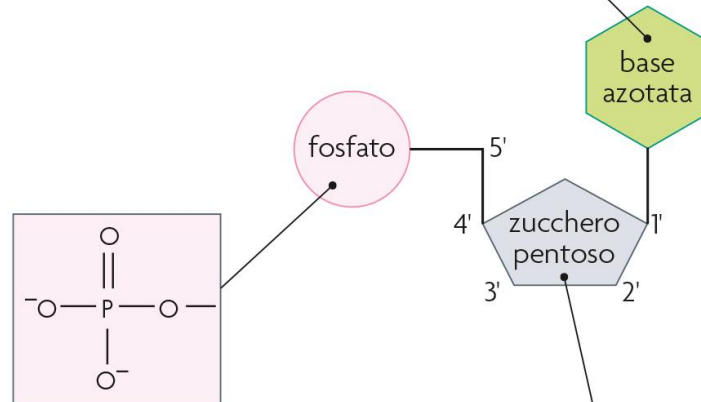 base
azotata
fosfato
5'
4'
zucchero
pentoso
1'
3'
2'
O
⁻O
P
O
O⁻